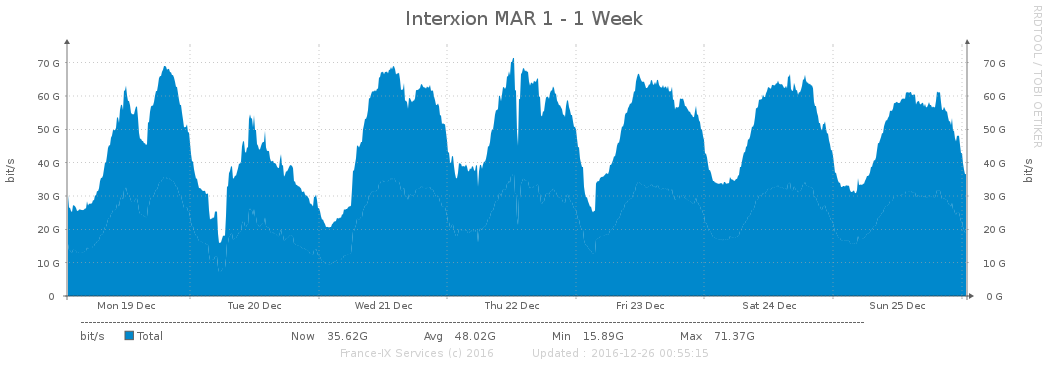 Interxion MAR 1 - 1 Week
RRDTOOL / TOBI OETIKER
bit/s
70 G
60 G
50 G
40 G
30 G
20 G
10 G
0
70 G
60 G
50 G
40 G
30 G
20 G
10 G
0 G
bit/s
Mon 19 Dec Tue 20 Dec Wed 21 Dec Thu 22 Dec Fri 23 Dec Sat 24 Dec Sun 25 Dec
bit/s Total Now 35.62G Avg 48.02G Min 15.89G Max 71.37G
France-IX Services (c) 2016 Updated : 2016-12-26 00:55:15